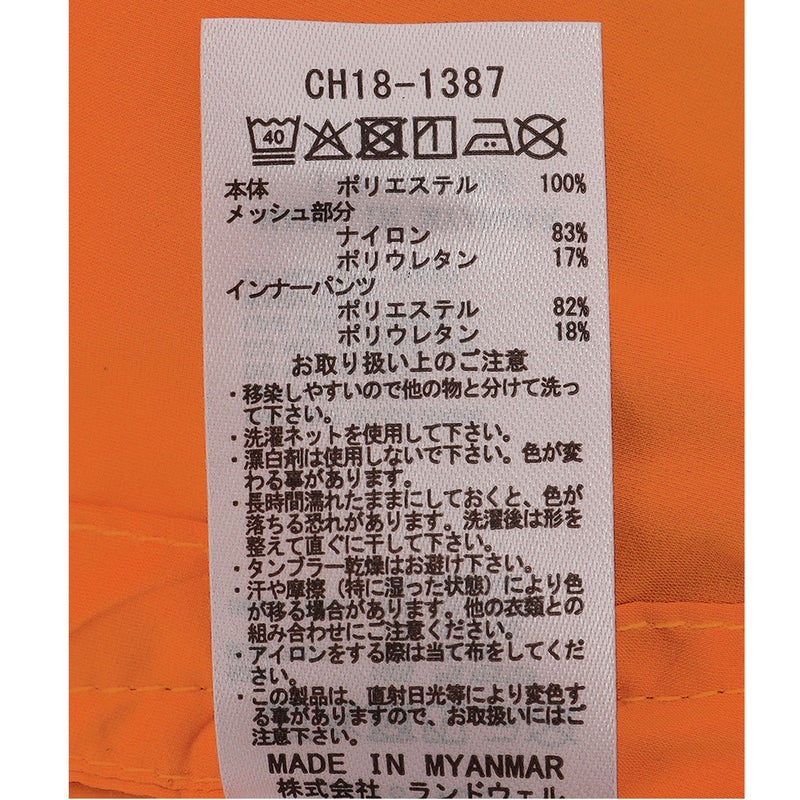 CH18-1387
40
本体 ポリエステル 100%
メッシュ部分
ナイロン 83%
ポリウレタン 17%
インナーパンツ
ポリエステル 82%
ポリウレタン 18%
お取り扱い上のご注意
・移染しやすいので他の物と分けて洗っ
て下さい。
・洗濯ネットを使用して下さい。
・漂白剤は使用しないで下さい。色が変
わる事があります。
・長時間濡れたままにしておくと、色が
落ちる恐れがあります。洗濯後は形を
整えて直ぐに干して下さい。
・タンブラー乾燥はお避け下さい。
・汗や摩擦（特に湿った状態）により色
が移る場合があります。他の衣類との
組み合わせにご注意ください。
・アイロンをする際は当て布をしてくだ
さい。
・この製品は、直射日光等により変色す
る事がありますので、お取扱いにはご
注意下さい。
MADE IN MYANMAR
株式会社 ランドウェル